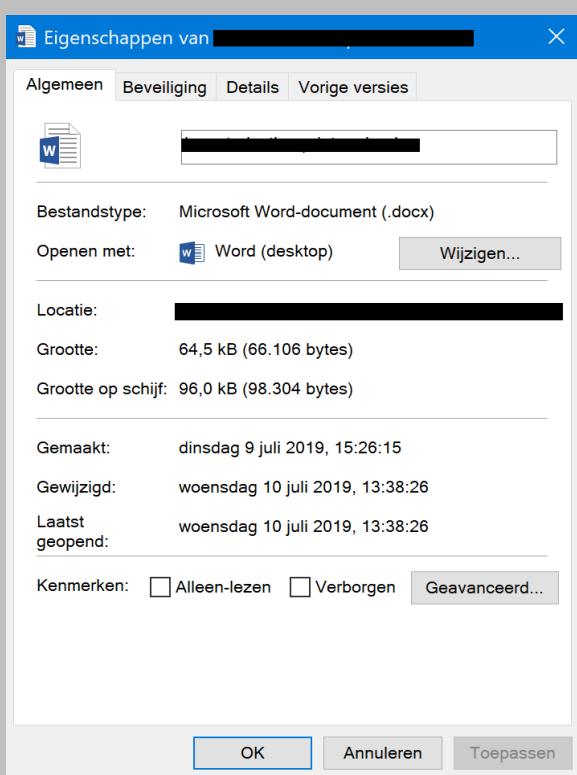 Eigenschappen van
Algemeen Beveiliging Details Vorige versies
Bestandstype: Microsoft Word-document (.docx)
Openen met: Word (desktop) Wijzigen...
Locatie:
Grootte: 64,5 kB (66.106 bytes)
Grootte op schijf: 96,0 kB (98.304 bytes)
Gemaakt: dinsdag 9 juli 2019, 15:26:15
Gewijzigd: woensdag 10 juli 2019, 13:38:26
Laatst geopend: woensdag 10 juli 2019, 13:38:26
Kenmerken: Alleen-lezen Verborgen Geavanceerd...
OK Annuleren Toepassen